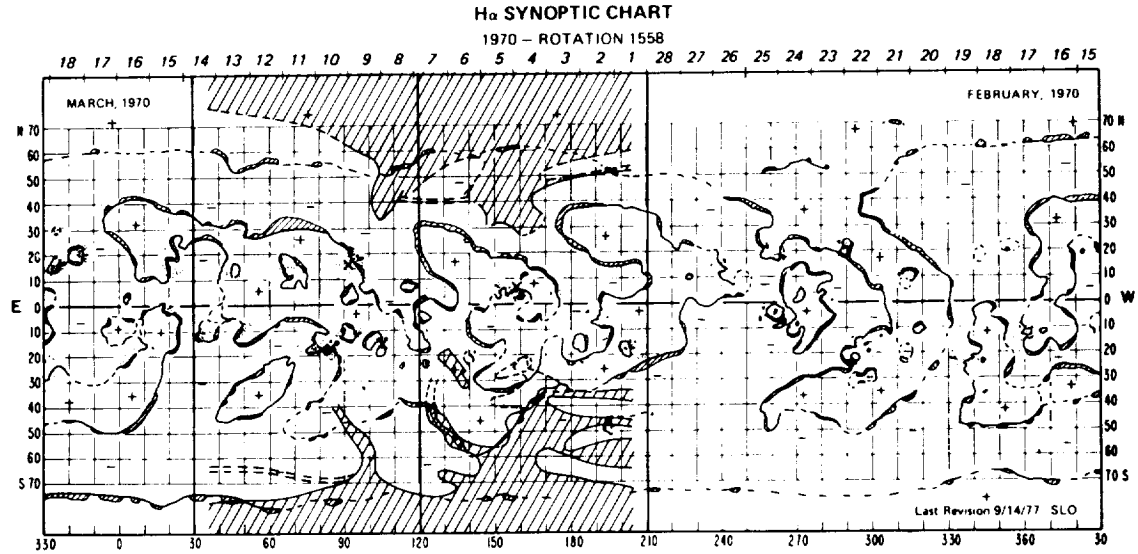 Hα SYNOPTIC CHART
1970 – ROTATION 1558
18 17 16 15 14 13 12 11 10 9 8 7 6 5 4 3 2 1 28 27 26 25 24 23 22 21 20 19 18 17 16 15
MARCH, 1970
FEBRUARY, 1970
N 70 70 N
60 60
50 50
40 40
30 30
20 20
10 10
E 0 0 W
10 10
20 20
30 30
40 40
50 50
60 60
S 70 70 S
Last Revision 9/14/77 SLO
330 0 30 60 90 120 150 180 210 240 270 300 330 360 30